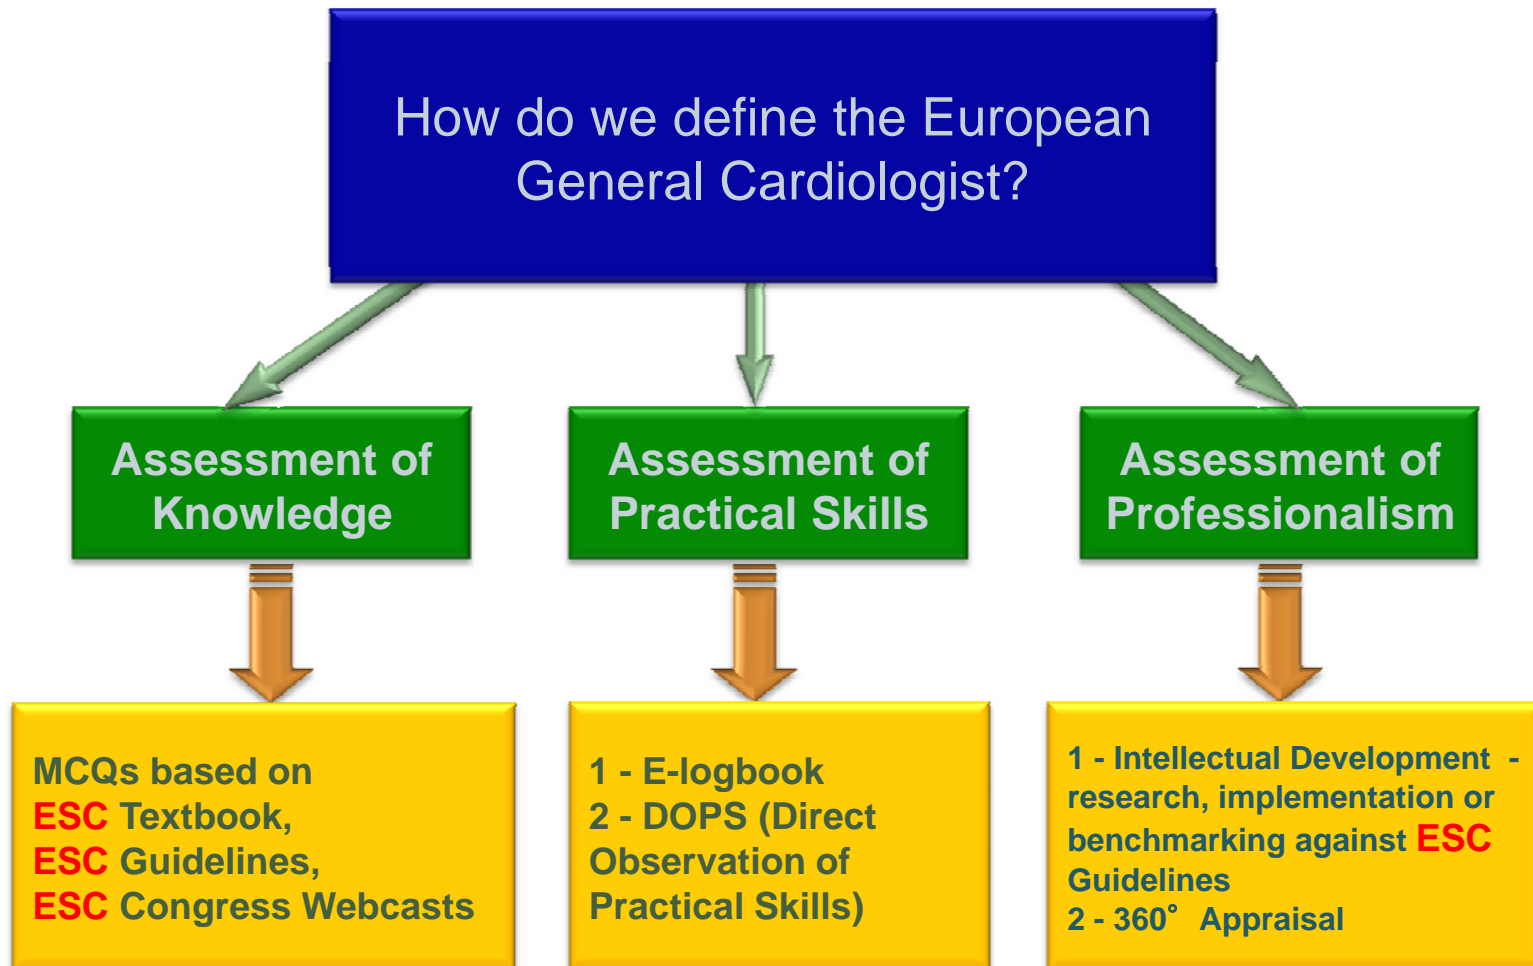 How do we define the European
General Cardiologist?
Assessment of
Knowledge
Assessment of
Practical Skills
Assessment of
Professionalism
MCQs based on
ESC Textbook,
ESC Guidelines,
ESC Congress Webcasts
1 - E-logbook
2 - DOPS (Direct
Observation of
Practical Skills)
1 - Intellectual Development -
research, implementation or
benchmarking against ESC
Guidelines
2 - 360° Appraisal